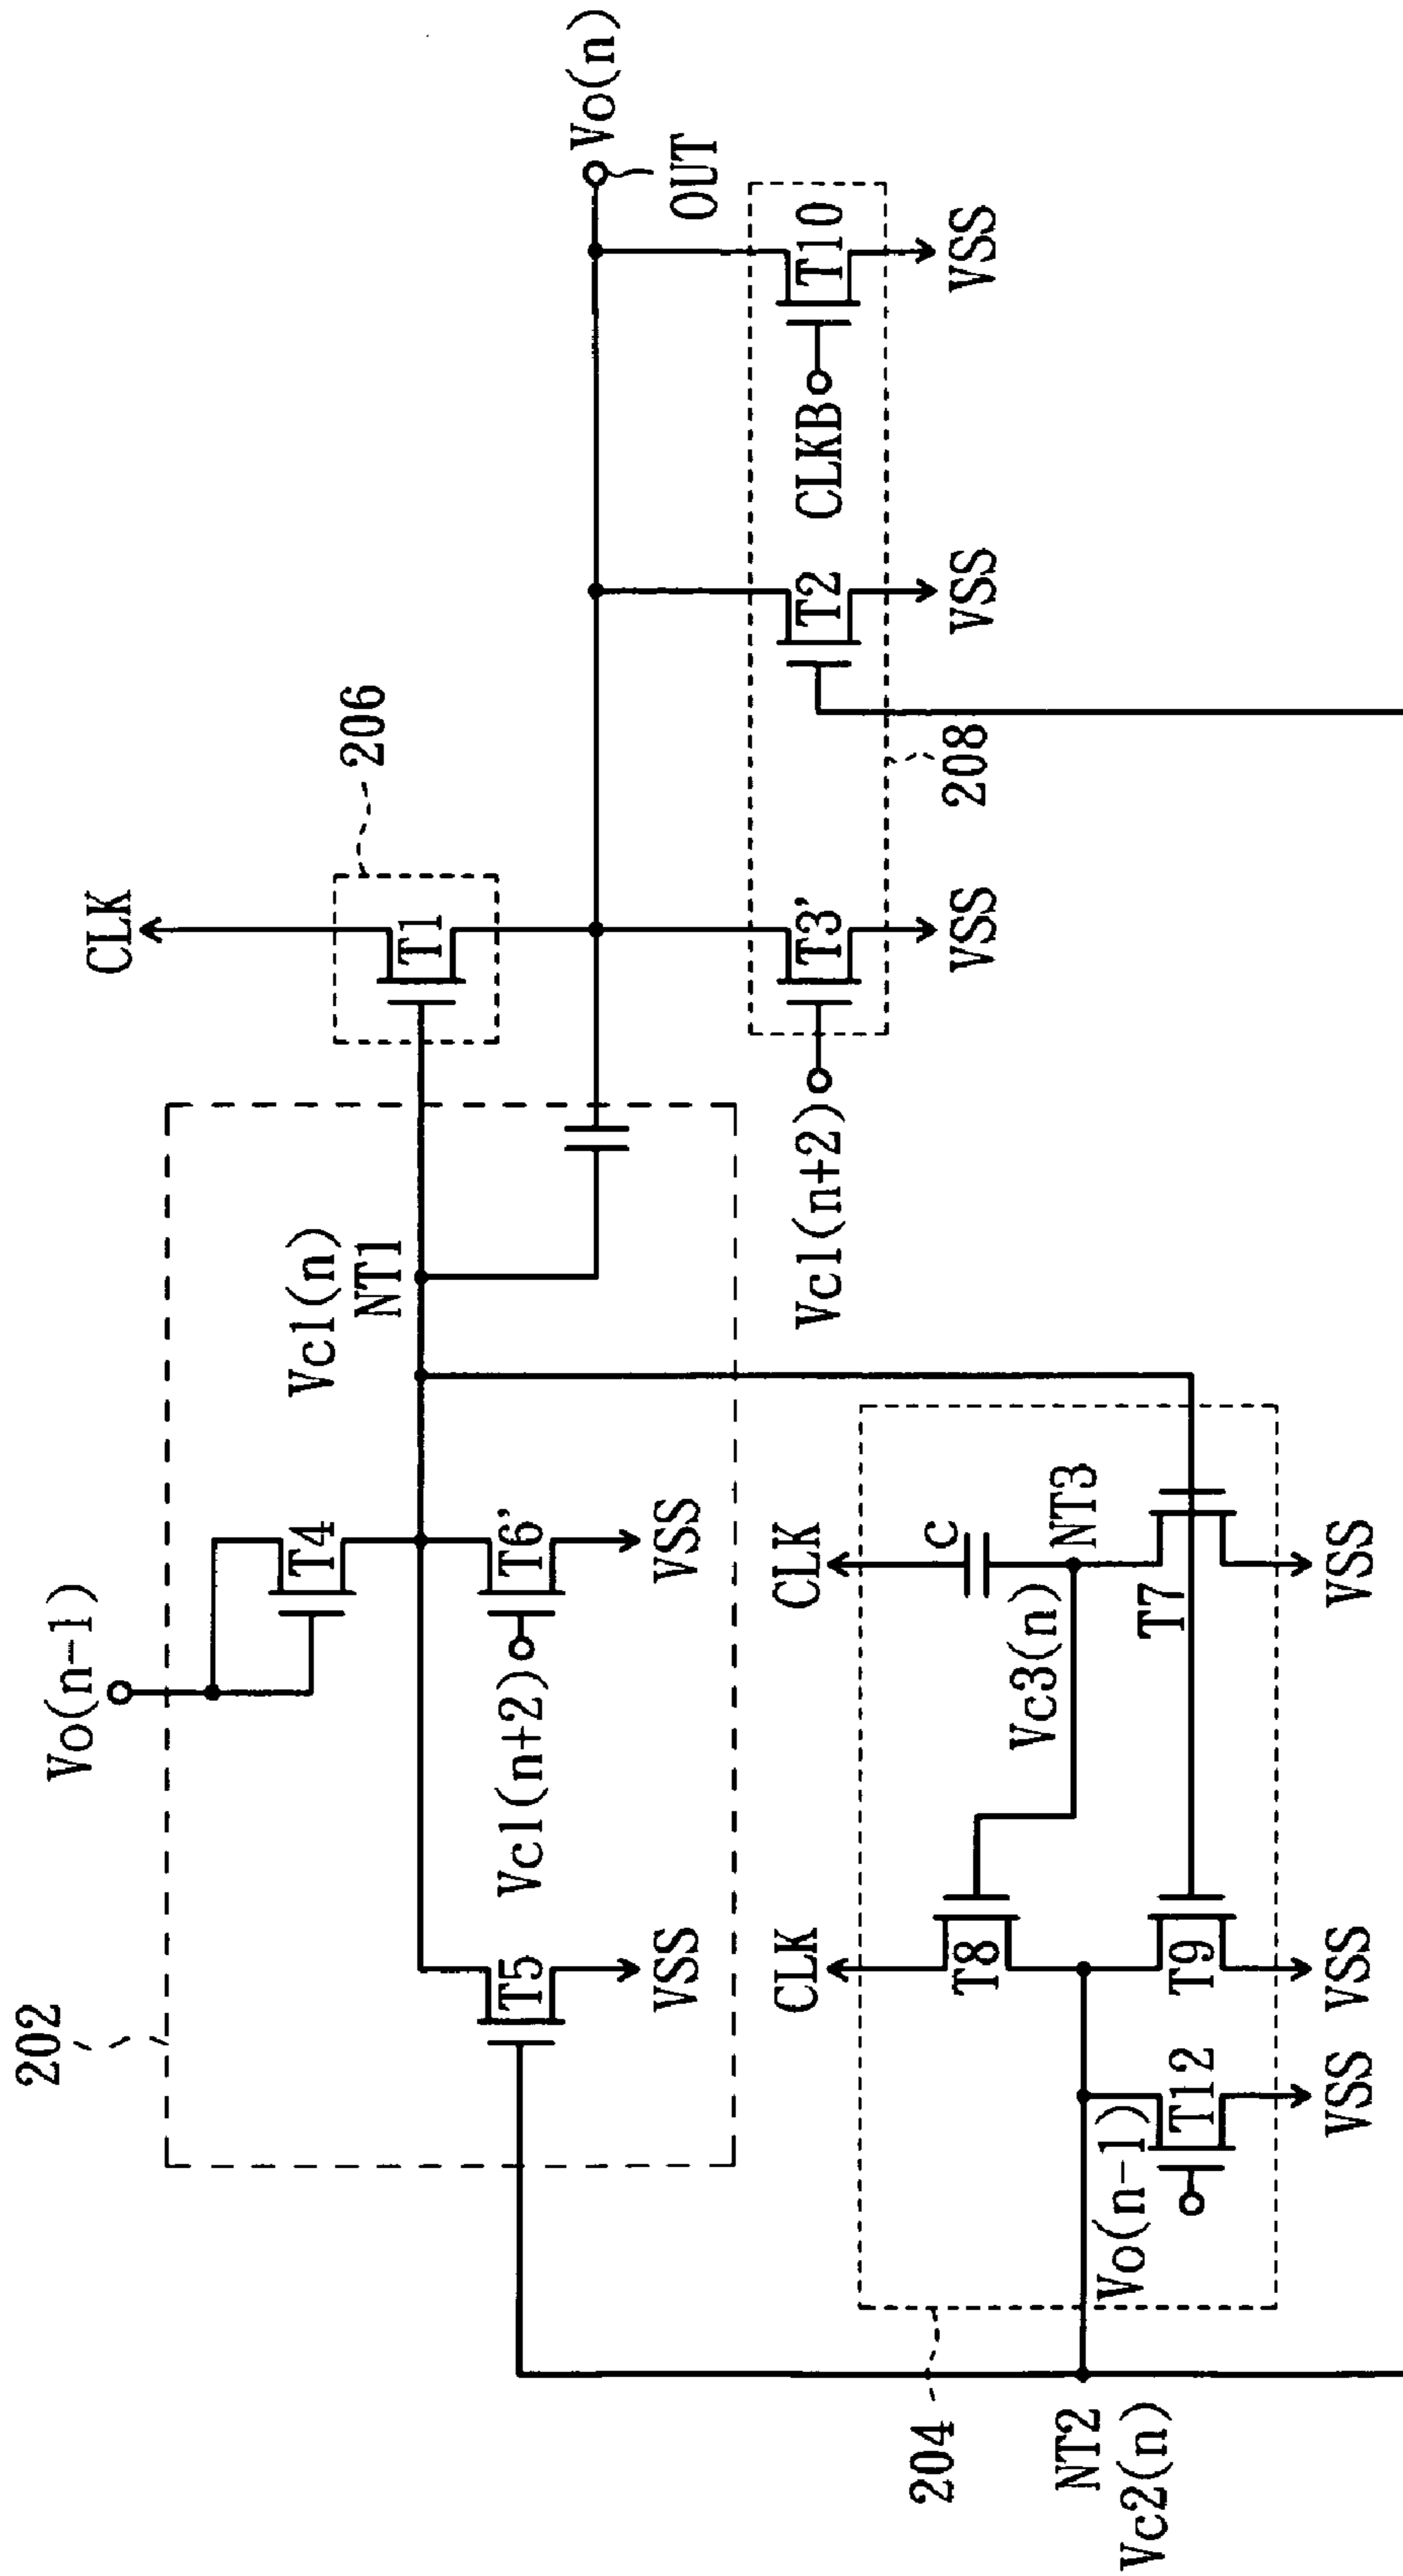 202
Vo(n-1)
CLK
206
T4
Vc1(n)
NT1
T1
T5
T6'
Vc1(n+2)
VSS
VSS
Vo(n)
OUT
Vc1(n+2)
T3'
T2
CLKB
T10
VSS
208
VSS
VSS
204
CLK
CLK
C
T8
Vc3(n)
NT3
NT2
Vc2(n)
Vo(n-1)
T12
T9
T7
VSS
VSS
VSS